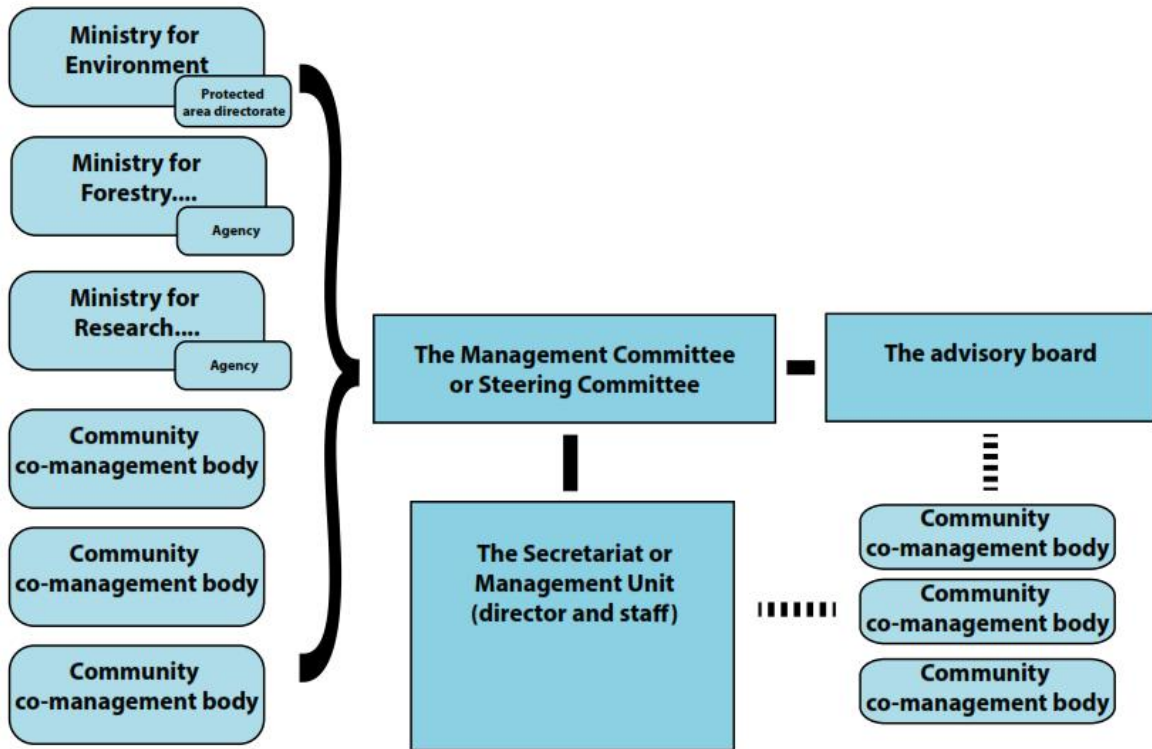 Ministry for
Environment
Protected
area directorate
Ministry for
Forestry....
Agency
Ministry for
Research....
Agency
Community
co-management body
Community
co-management body
Community
co-management body
The Management Committee
or Steering Committee
The Secretariat or
Management Unit
(director and staff)
The advisory board
Community
co-management body
Community
co-management body
Community
co-management body